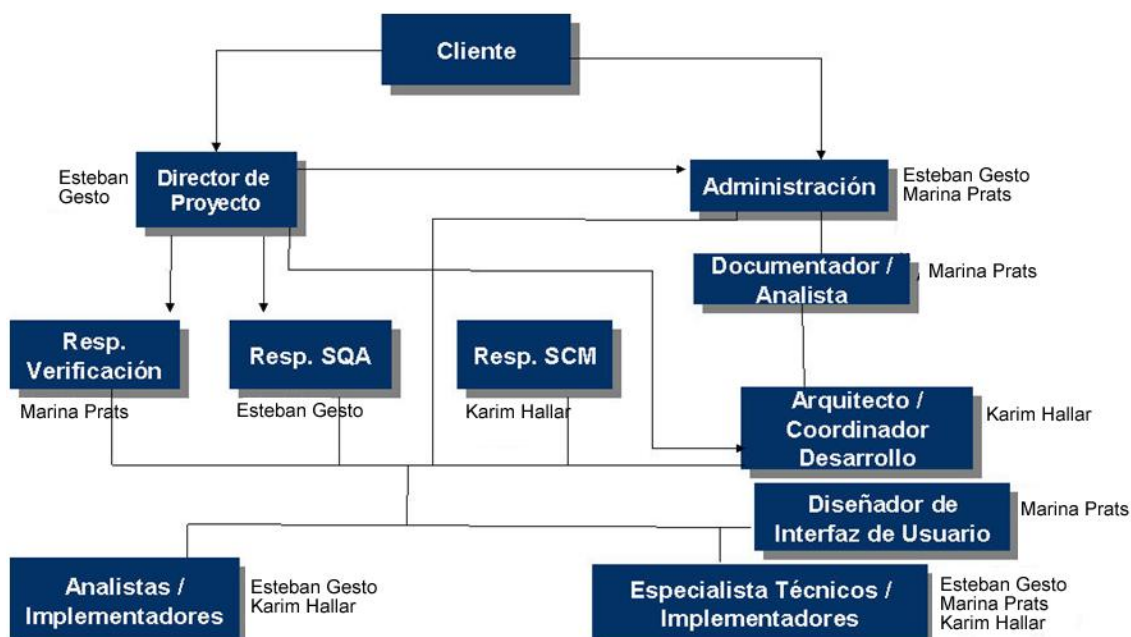 Cliente
Esteban
Gesto
Director de
Proyecto
Administración
Esteban Gesto
Marina Prats
Documentador /
Analista
, Marina Prats
Resp.
Verificación
Marina Prats
Resp. SQA
Esteban Gesto
Resp. SCM
Karim Hallar
Arquitecto /
Coordinador
Desarrollo
Karim Hallar
Diseñador de
Interfaz de Usuario
Marina Prats
Analistas /
Implementadores
Esteban Gesto
Karim Hallar
Especialista Técnicos /
Implementadores
Esteban Gesto
Marina Prats
Karim Hallar